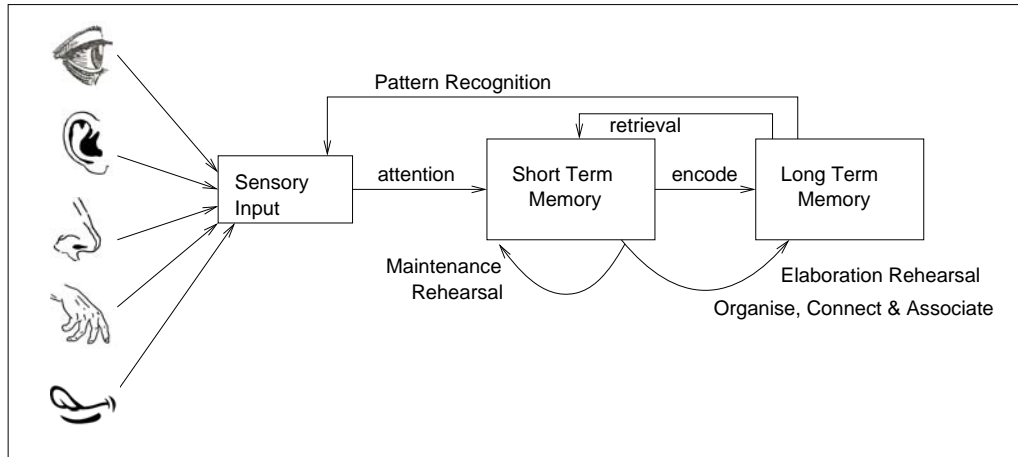 Pattern Recognition
retrieval
Sensory
Input
attention
Short Term
Memory
encode
Long Term
Memory
Maintenance
Rehearsal
Elaboration Rehearsal
Organise, Connect & Associate